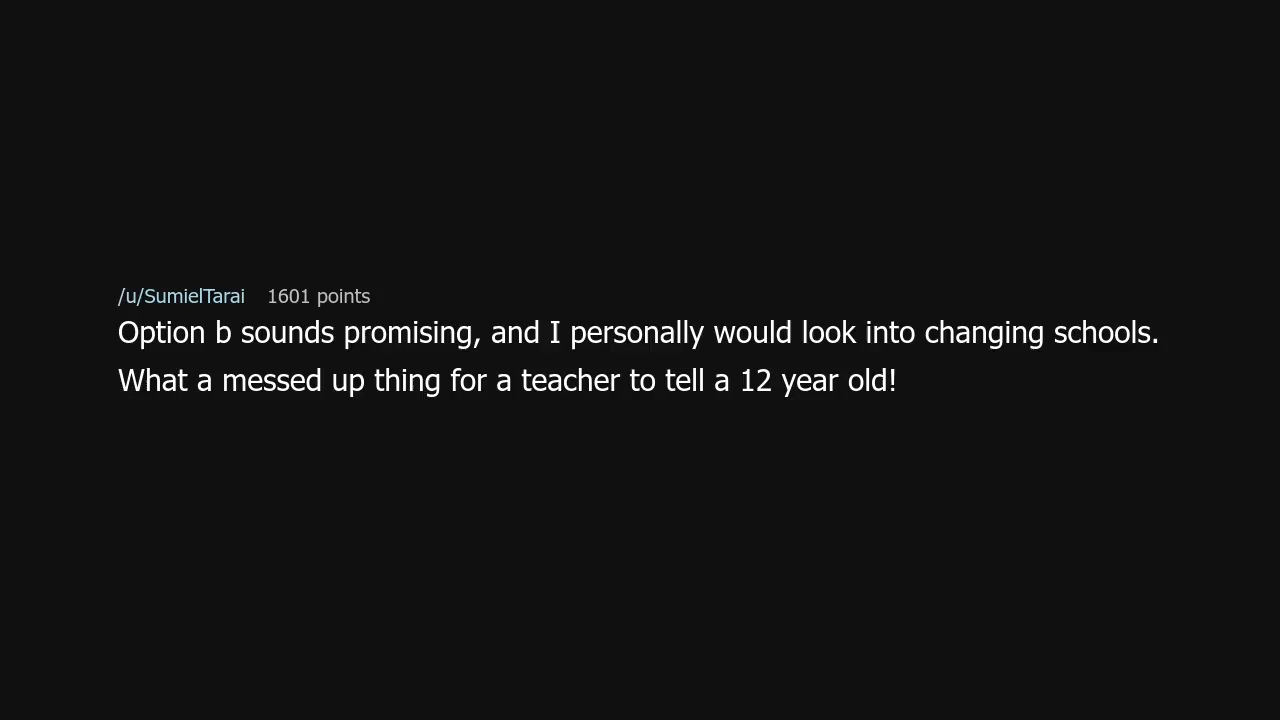 /u/SumielTarai 1601 points
Option b sounds promising, and I personally would look into changing schools.
What a messed up thing for a teacher to tell a 12 year old!